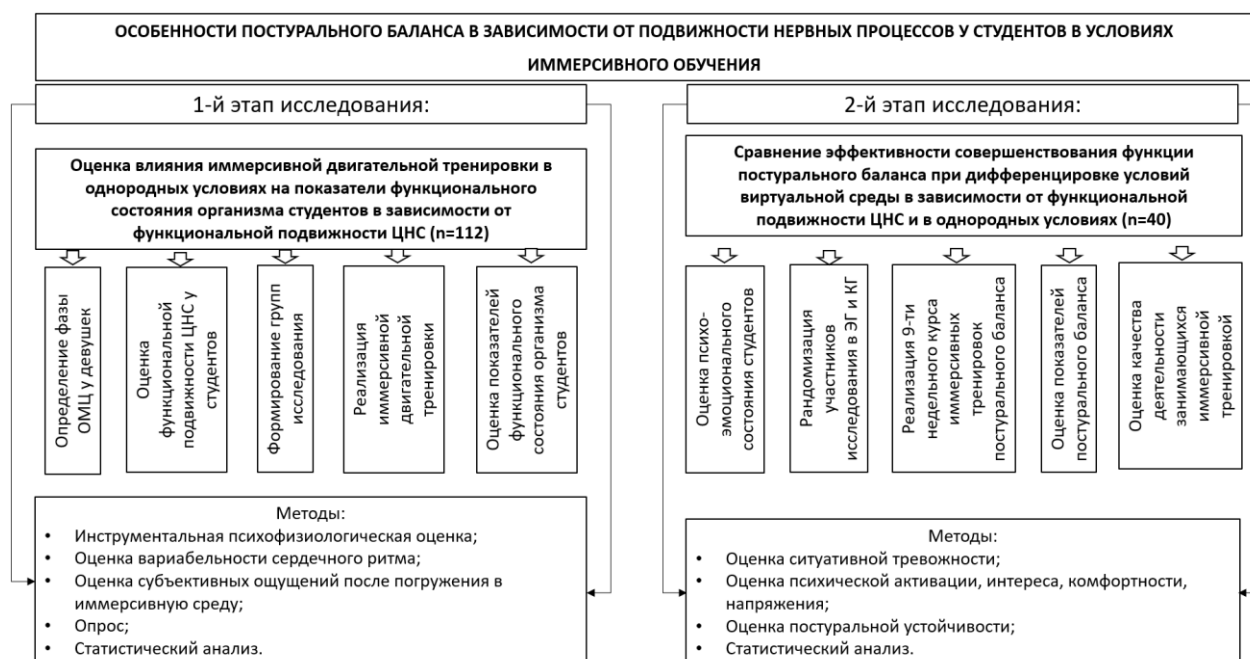 ОСОБЕННОСТИ ПОСТУРАЛЬНОГО БАЛАНСА В ЗАВИСИМОСТИ ОТ ПОДВИЖНОСТИ НЕРВНЫХ ПРОЦЕССОВ У СТУДЕНТОВ В УСЛОВИЯХ
ИММЕРСИВНОГО ОБУЧЕНИЯ
1-й этап исследования:
Оценка влияния иммерсивной двигательной тренировки в
однородных условиях на показатели функционального
состояния организма студентов в зависимости от
функциональной подвижности ЦНС (n=112)
Определение фазы
ОМЦ у девушек
Оценка
функциональной
подвижности ЦНС у
студентов
Формирование групп
исследования
Реализация
иммерсивной
двигательной
тренировки
Оценка показателей
функционального
состояния организма
студентов
Методы:
• Инструментальная психофизиологическая оценка;
• Оценка вариабельности сердечного ритма;
• Оценка субъективных ощущений после погружения в
иммерсивную среду;
• Опрос;
• Статистический анализ.
2-й этап исследования:
Сравнение эффективности совершенствования функции
постурального баланса при дифференцировке условий
виртуальной среды в зависимости от функциональной
подвижности ЦНС и в однородных условиях (n=40)
Оценка психо-
эмоционального
состояния студентов
Рандомизация
участников
исследования в ЭГ и КГ
Реализация 9-ти
недельного курса
иммерсивных
тренировок
постурального баланса
Оценка показателей
постурального баланса
Оценка качества
деятельности
занимающихся
иммерсивной
тренировкой
Методы:
• Оценка ситуативной тревожности;
• Оценка психической активации, интереса, комфортности,
напряжения;
• Оценка постуральной устойчивости;
• Статистический анализ.